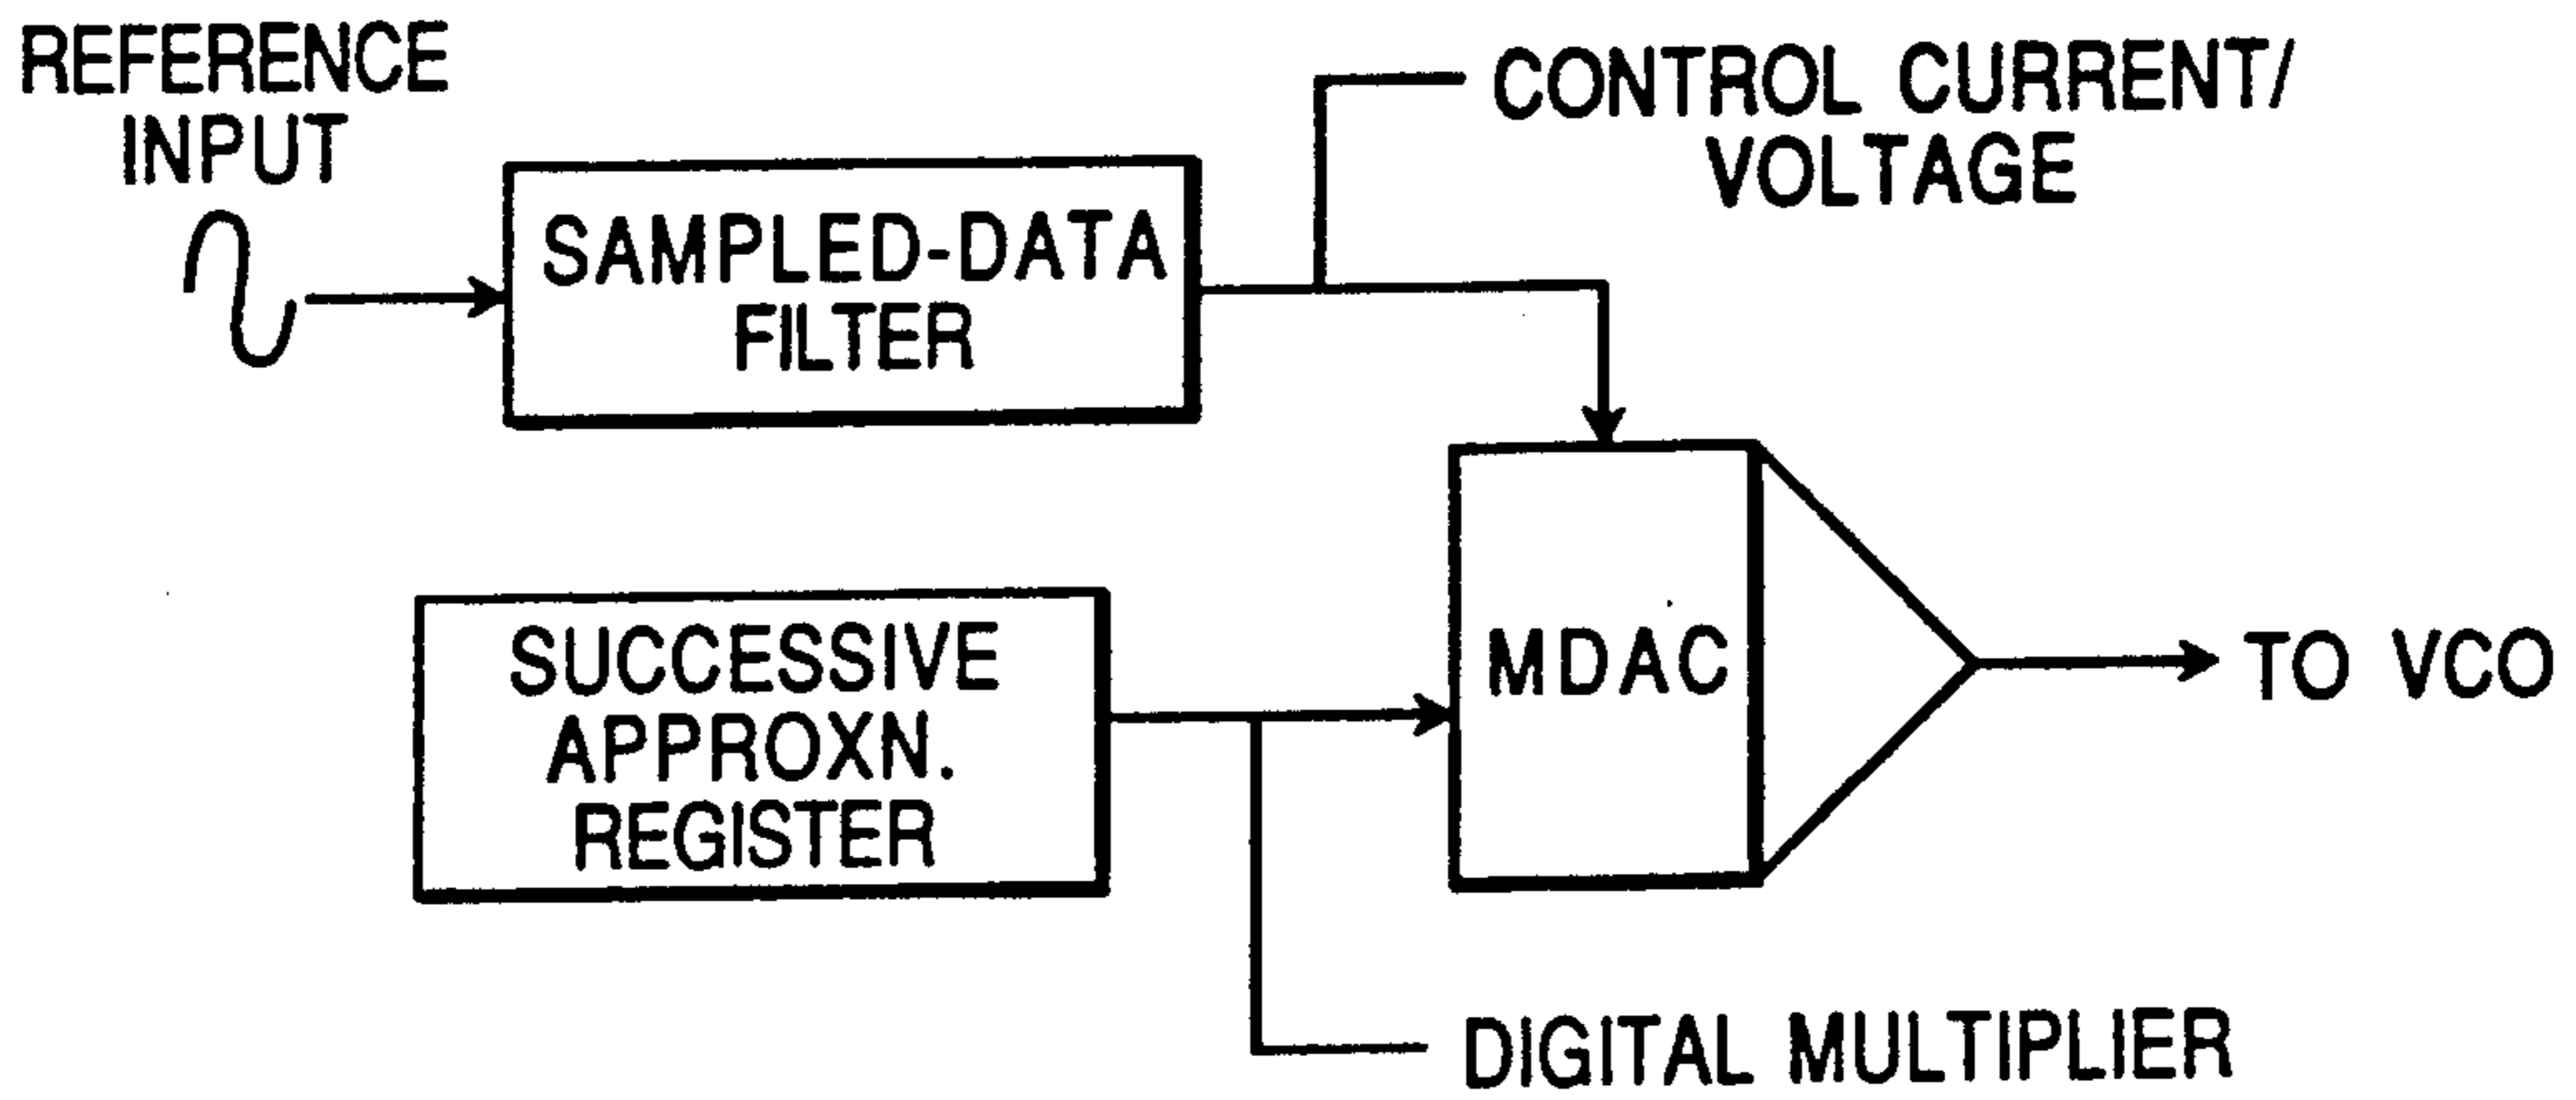 REFERENCE
INPUT
CONTROL CURRENT/
VOLTAGE
SAMPLED-DATA
FILTER
SUCCESSIVE
APPROXN.
REGISTER
MDAC
TO VCO
DIGITAL MULTIPLIER